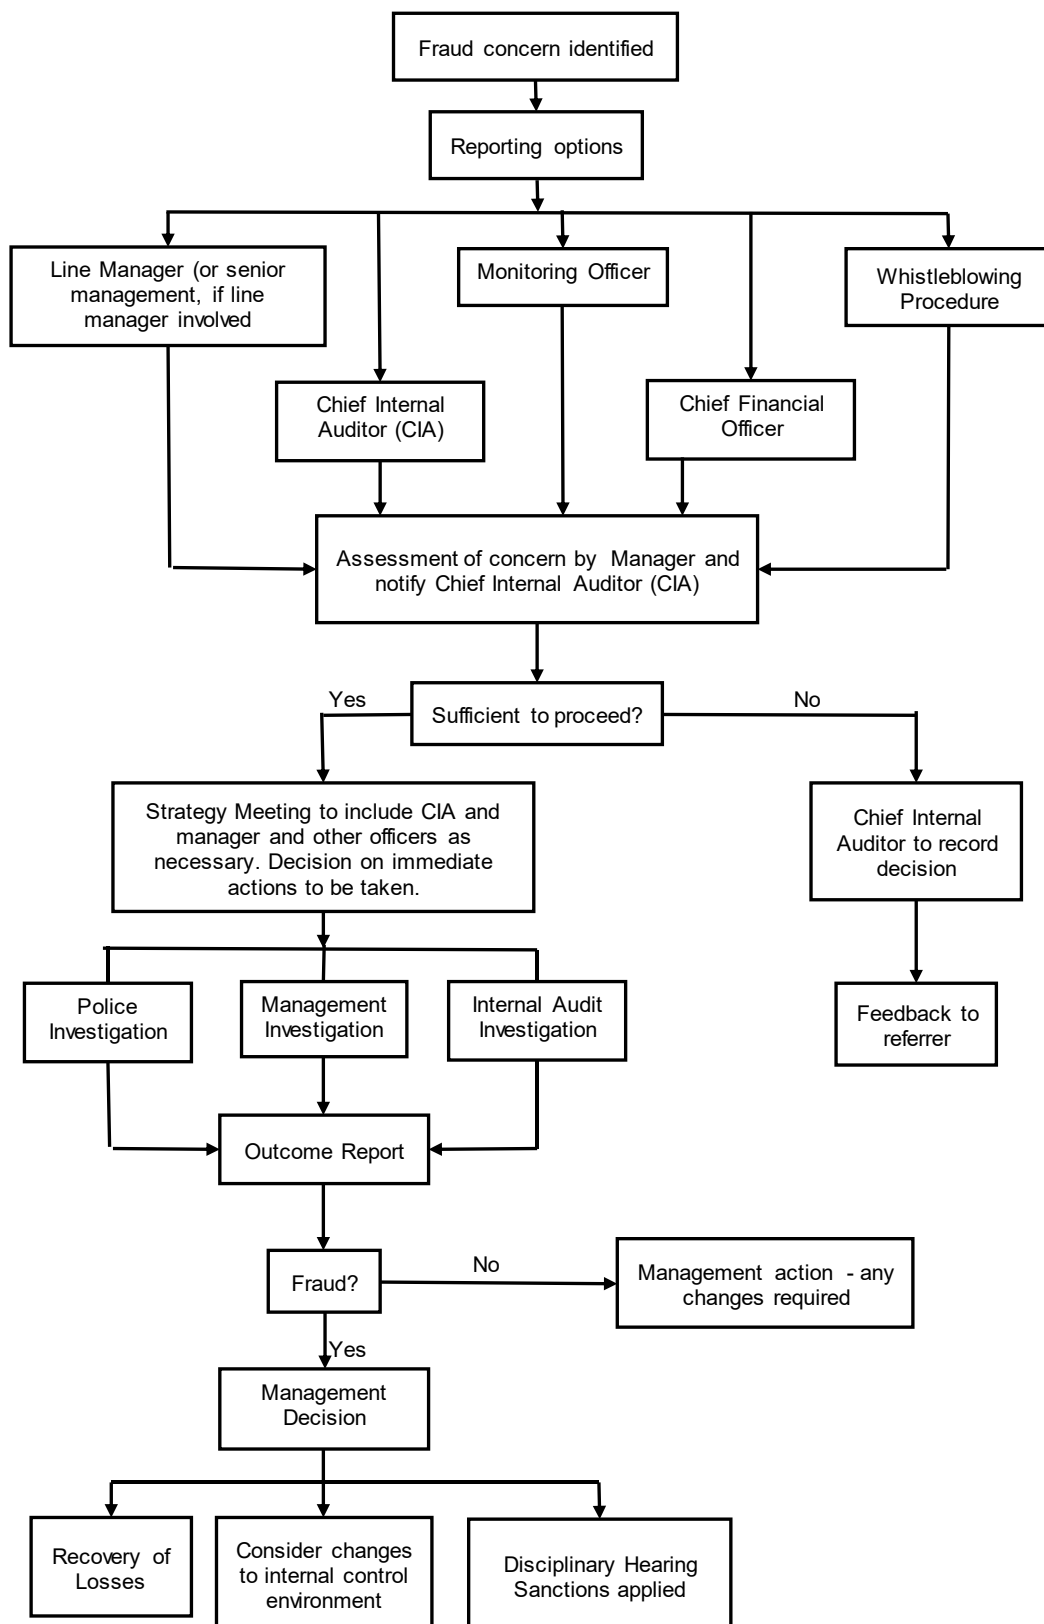 Fraud concern identified
Reporting options
Line Manager (or senior
management, if line
manager involved
Monitoring Officer
Whistleblowing
Procedure
Chief Internal
Auditor (CIA)
Chief Financial
Officer
Assessment of concern by Manager and
notify Chief Internal Auditor (CIA)
Yes
Sufficient to proceed?
No
Strategy Meeting to include CIA and
manager and other officers as
necessary. Decision on immediate
actions to be taken.
Chief Internal
Auditor to record
decision
Police
Investigation
Management
Investigation
Internal Audit
Investigation
Feedback to
referrer
Outcome Report
Fraud?
No
Management action - any
changes required
Yes
Management
Decision
Recovery of
Losses
Consider changes
to internal control
environment
Disciplinary Hearing
Sanctions applied